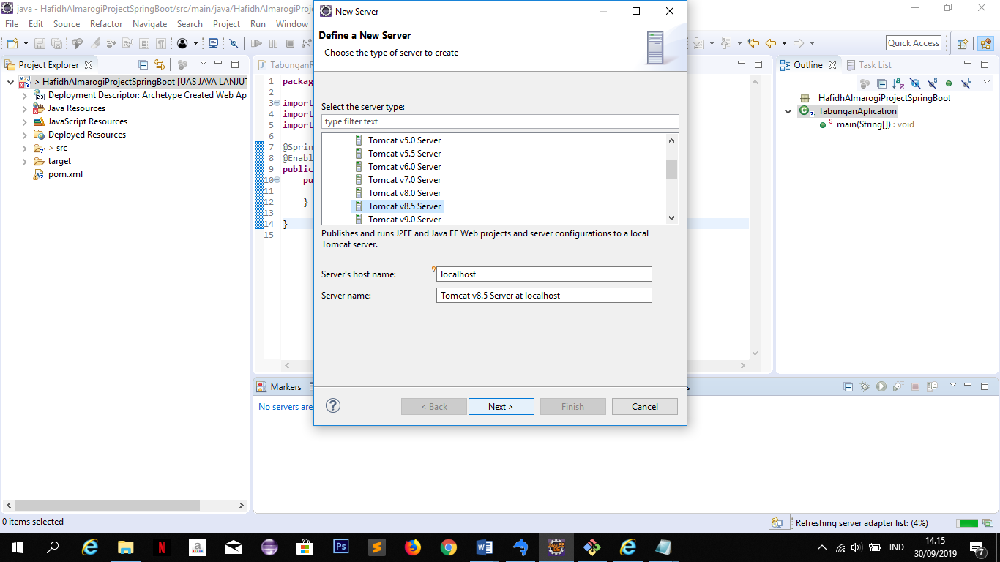 java - HafidhAlmarogiProjectSpringBoot/src/main/java/HafidhAlmarogiProje
File Edit Source Refactor Navigate Search Project Run Window
Quick Access
Project Explorer
> HafidhAlmarogiProjectSpringBoot [UAS JAVA LANJUT
Deployment Descriptor: Archetype Created Web Ap
Java Resources
JavaScript Resources
Deployed Resources
> src
target
pom.xml
TabunganR
1 packag
2
3 import
4 import
5 import
6
7 @Sprin
8 @Enabl
9 public
10 pu
11
12 }
13
14 }
15
New Server
Define a New Server
Choose the type of server to create
Select the server type:
type filter text
Tomcat v5.0 Server
Tomcat v5.5 Server
Tomcat v6.0 Server
Tomcat v7.0 Server
Tomcat v8.0 Server
Tomcat v8.5 Server
Tomcat v9.0 Server
Publishes and runs J2EE and Java EE Web projects and server configurations to a local
Tomcat server.
Server's host name: localhost
Server name: Tomcat v8.5 Server at localhost
< Back Next > Finish Cancel
Outline Task List
HafidhAlmarogiProjectSpringBoot
TabunganAplication
main(String[]) : void
Markers
No servers are
0 items selected
Refreshing server adapter list: (4%)
IND
14.15
30/09/2019
7